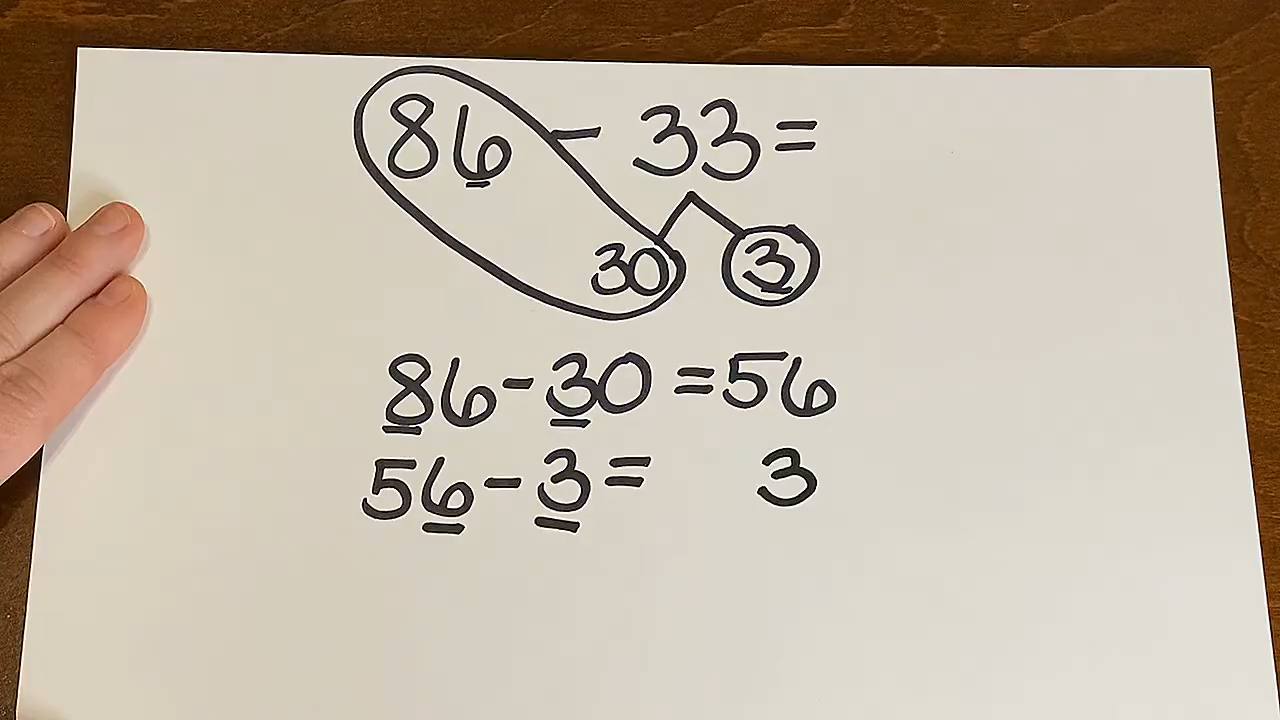 86 - 33 =
30 3
86 - 30 = 56
56 - 3 = 3